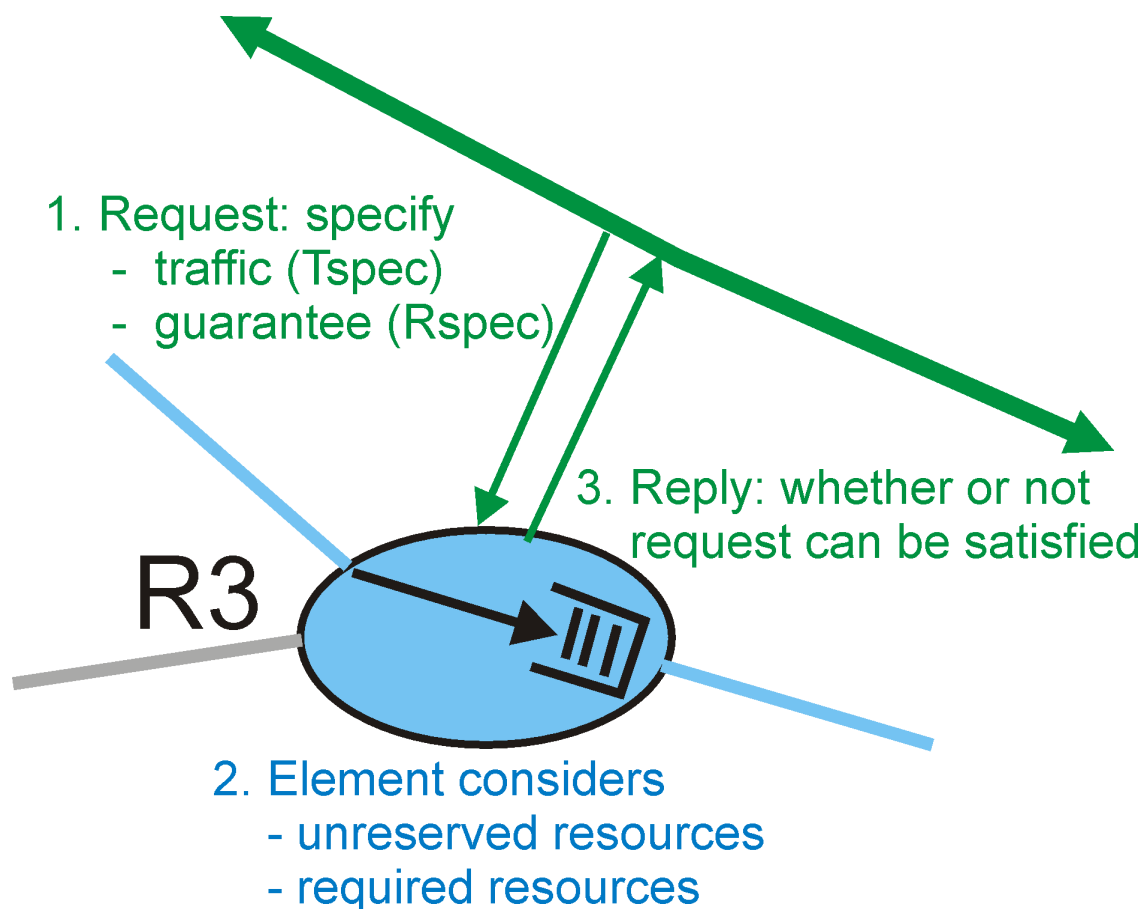 1. Request: specify
- traffic (Tspec)
- guarantee (Rspec)
3. Reply: whether or not
request can be satisfied
R3
2. Element considers
- unreserved resources
- required resources